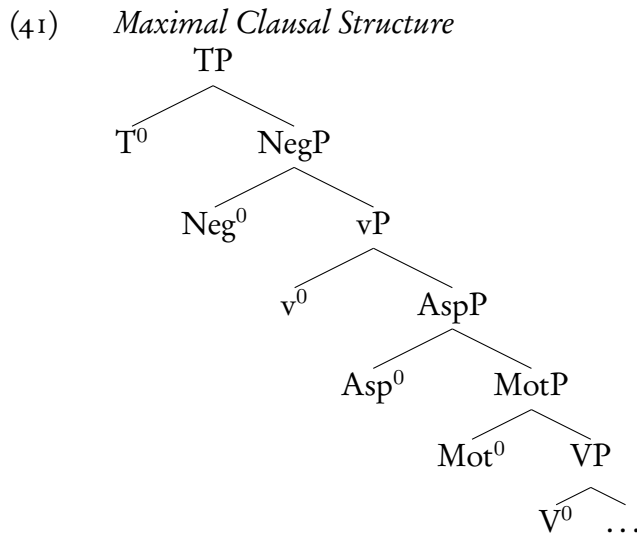 (41) Maximal Clausal Structure
TP
T⁰ NegP
Neg⁰ vP
v⁰ AspP
Asp⁰ MotP
Mot⁰ VP
V⁰ …